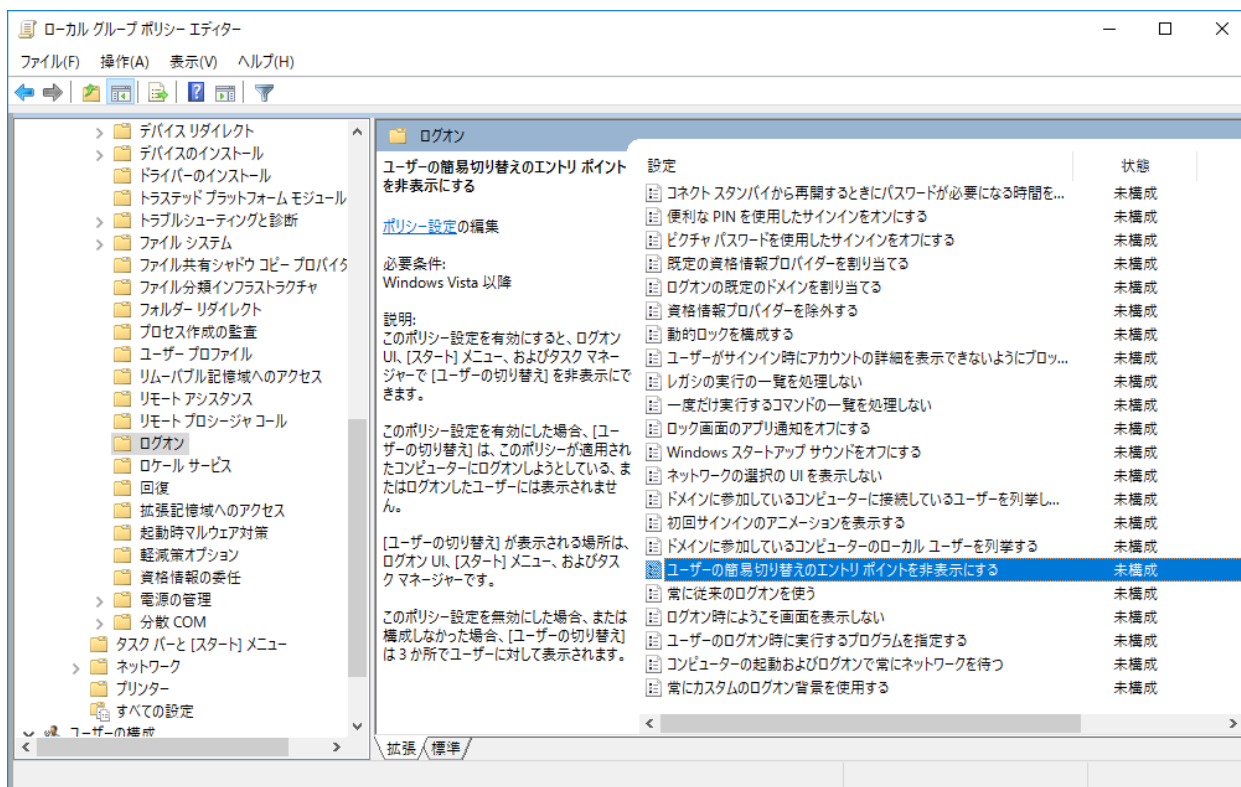 ローカル グループ ポリシー エディター
ファイル(F) 操作(A) 表示(V) ヘルプ(H)
デバイス リダイレクト
デバイスのインストール
ドライバーのインストール
トラステッド プラットフォーム モジュール
トラブルシューティングと診断
ファイル システム
ファイル共有シャドウ コピー プロバイダ
ファイル分類インフラストラクチャ
フォルダー リダイレクト
プロセス作成の監査
ユーザー プロファイル
リムーバブル記憶域へのアクセス
リモート アシスタンス
リモート プロシージャ コール
ログオン
ロケール サービス
回復
拡張記憶域へのアクセス
起動時マルウェア対策
軽減策オプション
資格情報の委任
電源の管理
分散 COM
タスク バーと [スタート] メニュー
ネットワーク
プリンター
すべての設定
ユーザーの構成
ログオン
ユーザーの簡易切り替えのエントリ ポイント
を非表示にする
ポリシー設定の編集
必要条件:
Windows Vista 以降
説明:
このポリシー設定を有効にすると、ログオン
UI、[スタート] メニュー、およびタスク マネー
ジャーで [ユーザーの切り替え] を非表示にで
きます。
このポリシー設定を有効にした場合、[ユー
ザーの切り替え] は、このポリシーが適用され
たコンピューターにログオンしようとしている、ま
たはログオンしたユーザーには表示されませ
ん。
[ユーザーの切り替え] が表示される場所は、
ログオン UI、[スタート] メニュー、およびタス
ク マネージャーです。
このポリシー設定を無効にした場合、または
構成しなかった場合、[ユーザーの切り替え]
は 3 か所でユーザーに対して表示されます。
設定 状態
コネクト スタンバイから再開するときにパスワードが必要になる時間を... 未構成
便利な PIN を使用したサインインをオンにする 未構成
ピクチャ パスワードを使用したサインインをオフにする 未構成
既定の資格情報プロバイダーを割り当てる 未構成
ログオンの既定のドメインを割り当てる 未構成
資格情報プロバイダーを除外する 未構成
動的ロックを構成する 未構成
ユーザーがサインイン時にアカウントの詳細を表示できないようにブロッ... 未構成
レガシの実行の一覧を処理しない 未構成
一度だけ実行するコマンドの一覧を処理しない 未構成
ロック画面のアプリ通知をオフにする 未構成
Windows スタートアップ サウンドをオフにする 未構成
ネットワークの選択の UI を表示しない 未構成
ドメインに参加しているコンピューターに接続しているユーザーを列挙し... 未構成
初回サインインのアニメーションを表示する 未構成
ドメインに参加しているコンピューターのローカル ユーザーを列挙する 未構成
ユーザーの簡易切り替えのエントリ ポイントを非表示にする 未構成
常に従来のログオンを使う 未構成
ログオン時にようこそ画面を表示しない 未構成
ユーザーのログオン時に実行するプログラムを指定する 未構成
コンピューターの起動およびログオンで常にネットワークを待つ 未構成
常にカスタムのログオン背景を使用する 未構成
拡張 標準